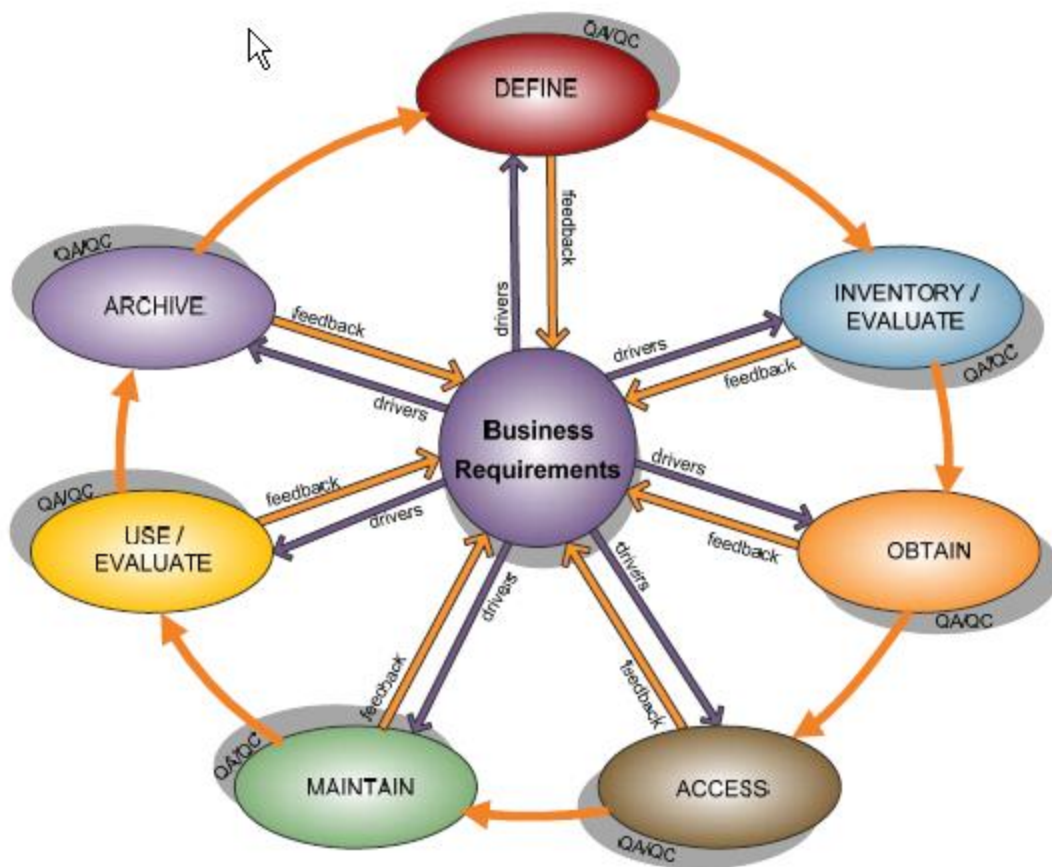 QA/QC
DEFINE
feedback
drivers
QA/QC
ARCHIVE
feedback
drivers
INVENTORY /
EVALUATE
QA/QC
drivers
feedback
Business
Requirements
QA/QC
USE /
EVALUATE
feedback
drivers
drivers
feedback
OBTAIN
QA/QC
drivers
feedback
MAINTAIN
QA/QC
drivers
feedback
ACCESS
QA/QC